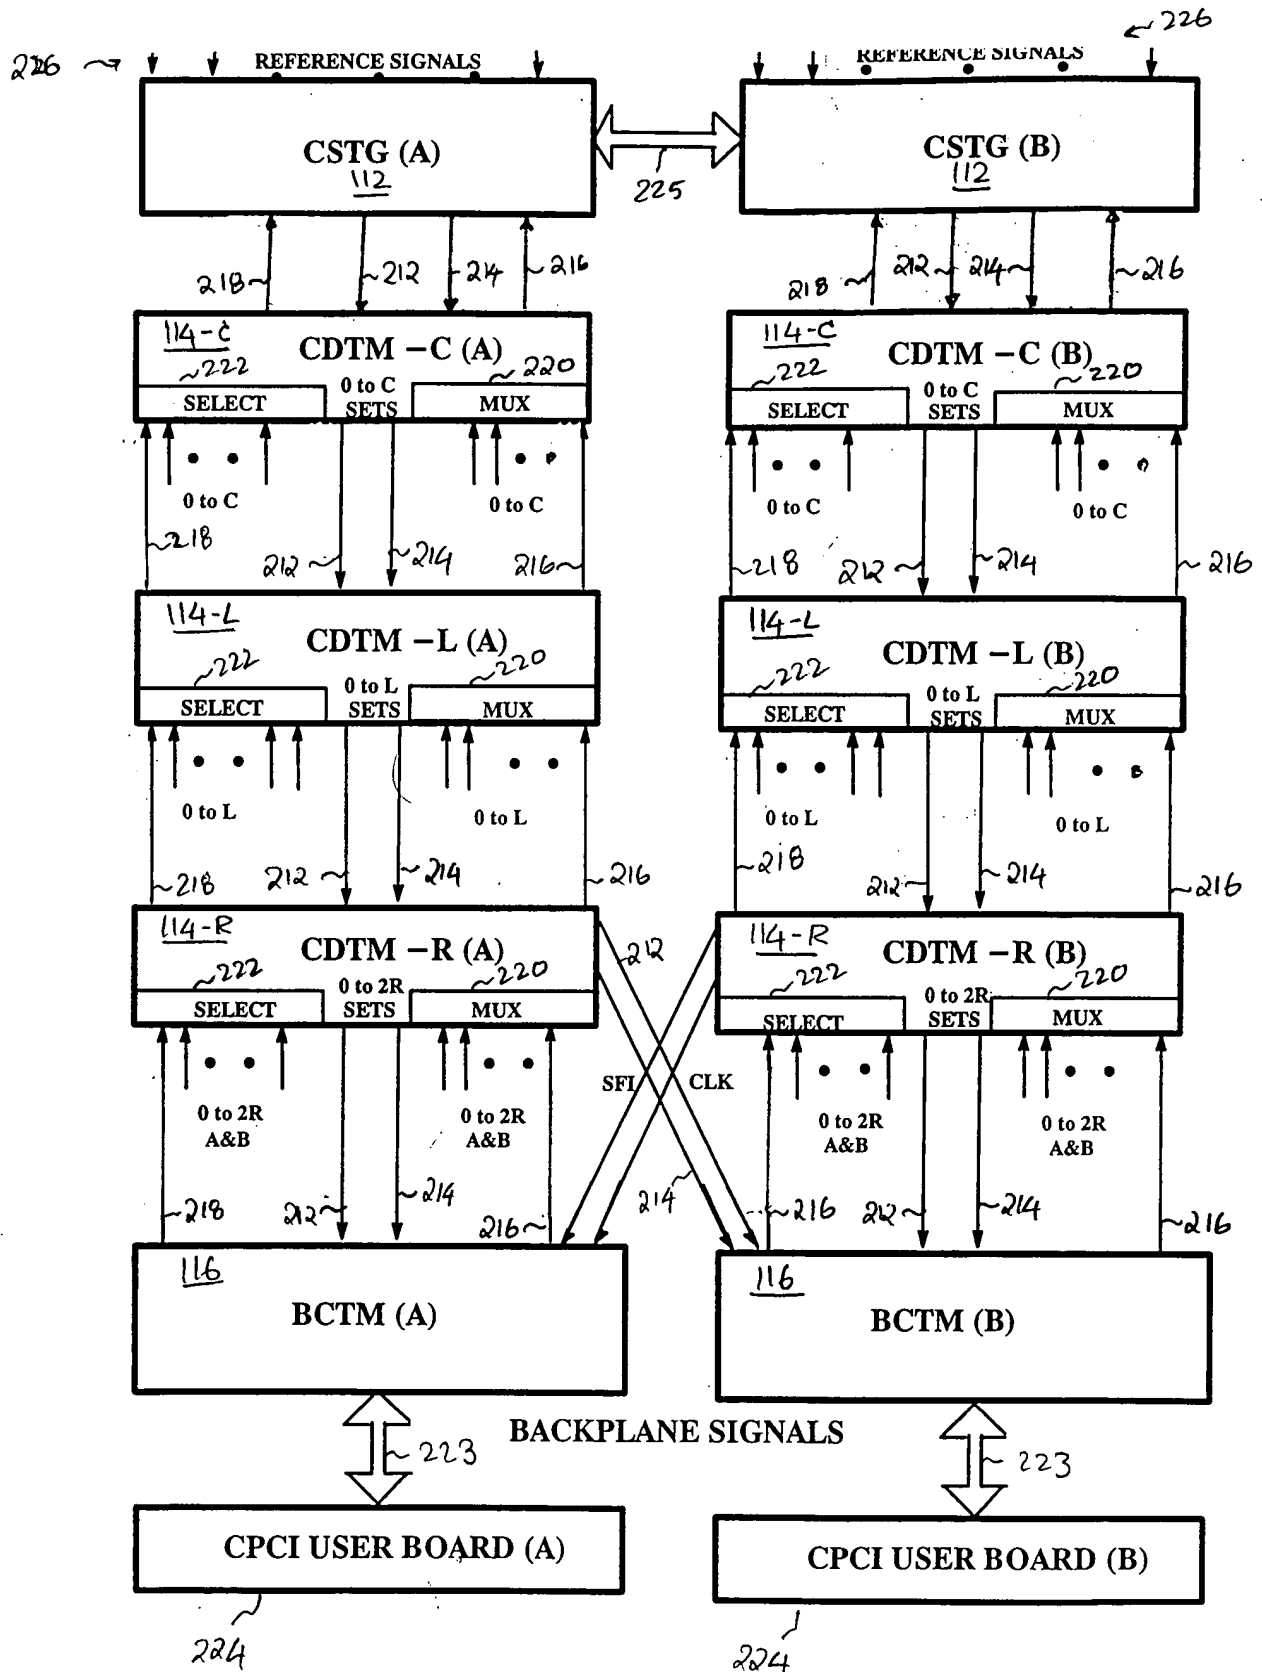 226
226
REFERENCE SIGNALS
REFERENCE SIGNALS
CSTG (A)
112
225
CSTG (B)
112
218
212
214
216
218
212
214
216
114-C
CDTM –C (A)
222
0 to C
220
SELECT
SETS
MUX
114-C
CDTM –C (B)
222
0 to C
220
SELECT
SETS
MUX
0 to C
0 to C
0 to C
0 to C
218
212
214
216
218
212
214
216
114-L
CDTM –L (A)
222
0 to L
220
SELECT
SETS
MUX
114-L
CDTM –L (B)
222
0 to L
220
SELECT
SETS
MUX
0 to L
0 to L
0 to L
0 to L
218
212
214
216
218
212
214
216
114-R
CDTM –R (A)
222
0 to 2R
220
SELECT
SETS
MUX
212
114-R
CDTM –R (B)
222
0 to 2R
220
SELECT
SETS
MUX
SFI
CLK
0 to 2R
A&B
0 to 2R
A&B
0 to 2R
A&B
0 to 2R
A&B
218
212
214
216
214
216
212
214
216
116
BCTM (A)
116
BCTM (B)
BACKPLANE SIGNALS
223
223
CPCI USER BOARD (A)
CPCI USER BOARD (B)
224
224